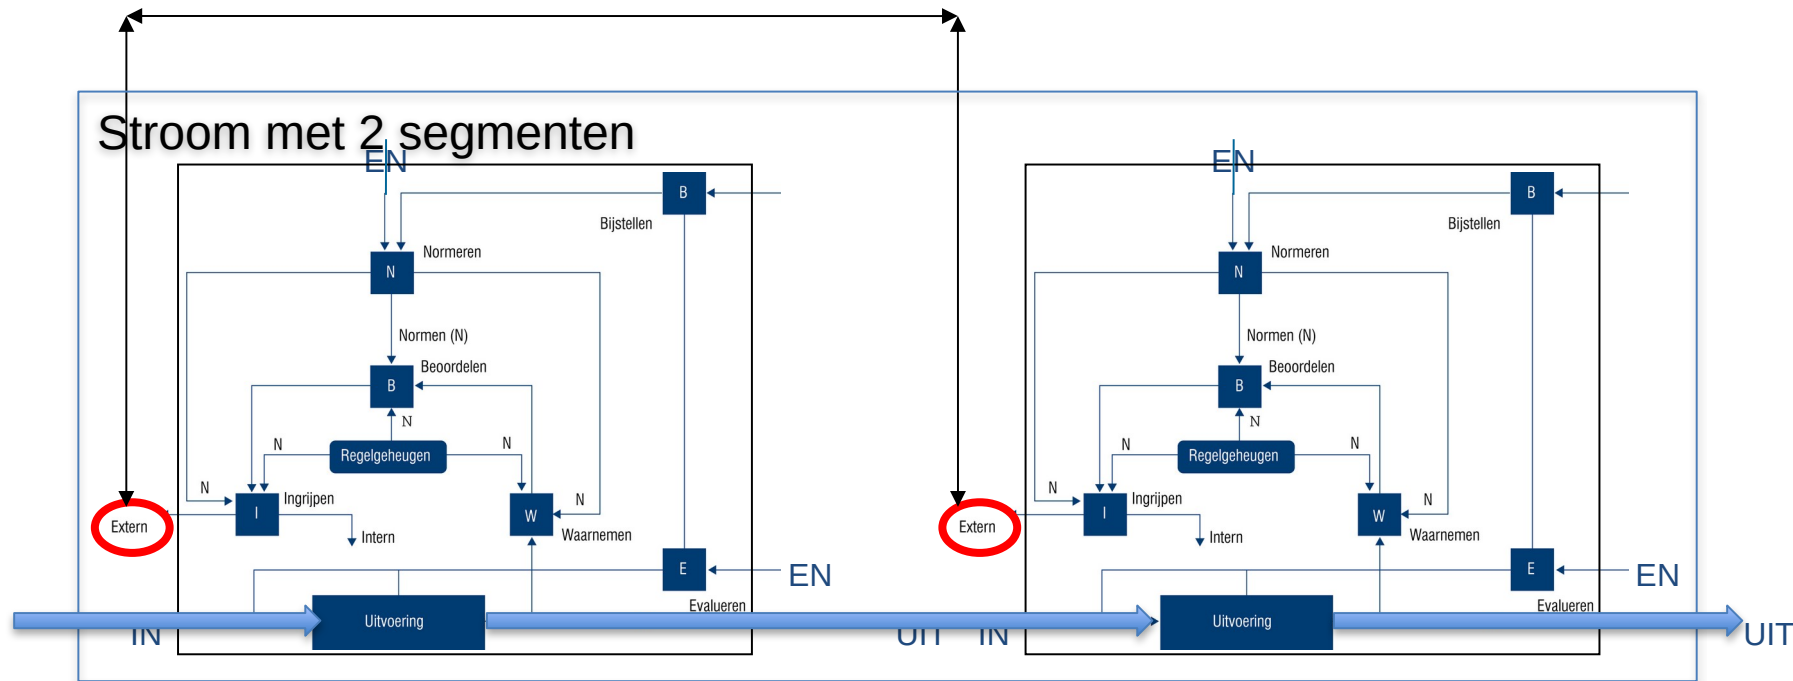 Stroom met 2 segmenten
EN
B
Bijstellen
Normeren
N
Normen (N)
Beoordelen
B
N
N
Regelgeheugen
N
N
Ingrijpen
I
Extern
Intern
N
W
Waarnemen
E
EN
Evalueren
Uitvoering
IN
UIT
EN
B
Bijstellen
Normeren
N
Normen (N)
Beoordelen
B
N
N
Regelgeheugen
N
N
Ingrijpen
I
Extern
Intern
N
W
Waarnemen
E
EN
Evalueren
Uitvoering
IN
UIT